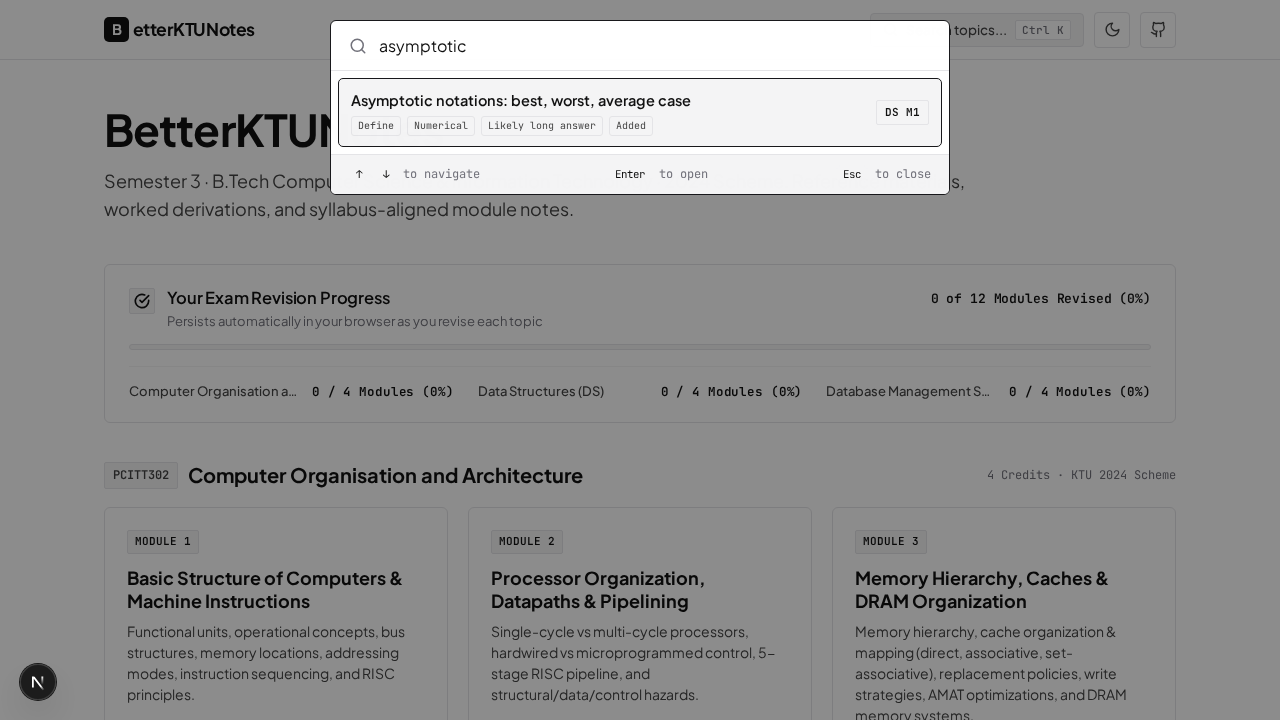 B etterKTUNotes
asymptotic
topics...
Ctrl K
Asymptotic notations: best, worst, average case
Define
Numerical
Likely long answer
Added
DS M1
↑ ↓ to navigate
Enter to open
Esc to close
BetterKTUN
Semester 3 · B.Tech Compu
worked derivations, and syllabus-aligned module notes.
Your Exam Revision Progress
0 of 12 Modules Revised (0%)
Persists automatically in your browser as you revise each topic
Computer Organisation a... 0 / 4 Modules (0%)
Data Structures (DS) 0 / 4 Modules (0%)
Database Management S... 0 / 4 Modules (0%)
PCITT302
Computer Organisation and Architecture
4 Credits · KTU 2024 Scheme
MODULE 1
Basic Structure of Computers &
Machine Instructions
Functional units, operational concepts, bus
structures, memory locations, addressing
modes, instruction sequencing, and RISC
principles.
MODULE 2
Processor Organization,
Datapaths & Pipelining
Single-cycle vs multi-cycle processors,
hardwired vs microprogrammed control, 5–
stage RISC pipeline, and
structural/data/control hazards.
MODULE 3
Memory Hierarchy, Caches &
DRAM Organization
Memory hierarchy, cache organization &
mapping (direct, associative, set-
associative), replacement policies, write
strategies, AMAT optimizations, and DRAM
memory systems.
N